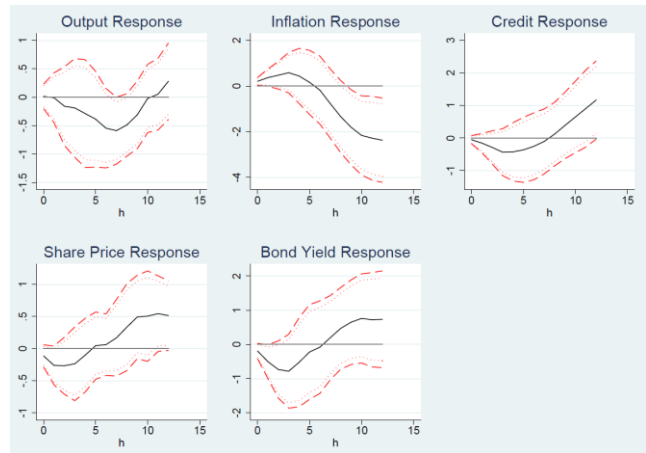 Output Response
1
.5
0
-.5
-1
-1.5
0 5 10 15
h
Inflation Response
2
0
-2
-4
0 5 10 15
h
Credit Response
3
2
1
0
-1
0 5 10 15
h
Share Price Response
1
.5
0
-.5
-1
0 5 10 15
h
Bond Yield Response
2
1
0
-1
-2
0 5 10 15
h